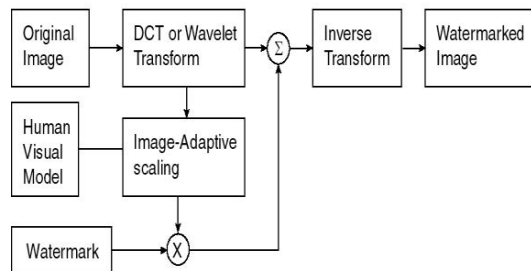 Original
Image
DCT or Wavelet
Transform
Σ
Inverse
Transform
Watermarked
Image
Human
Visual
Model
Image-Adaptive
scaling
Watermark
X